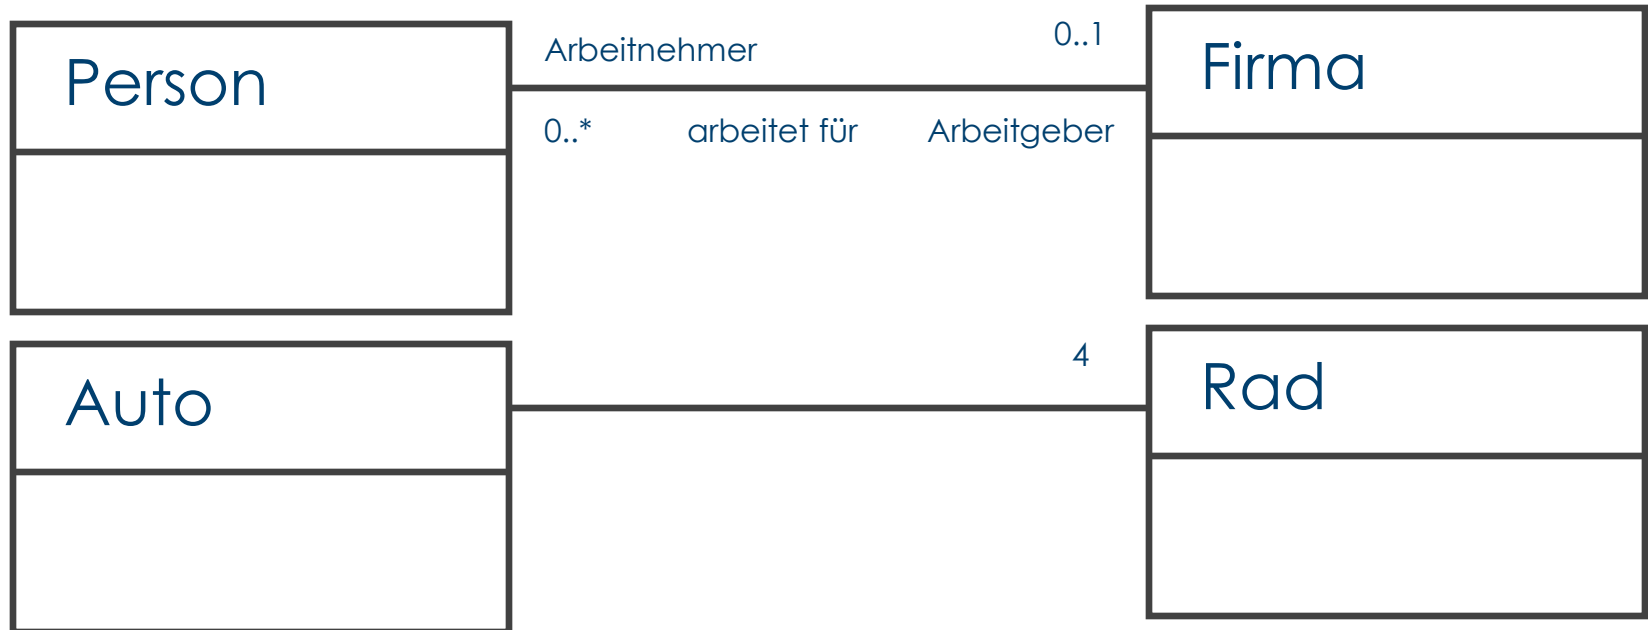 Person
Arbeitnehmer
0..1
Firma
0..*
arbeitet für
Arbeitgeber
Auto
4
Rad